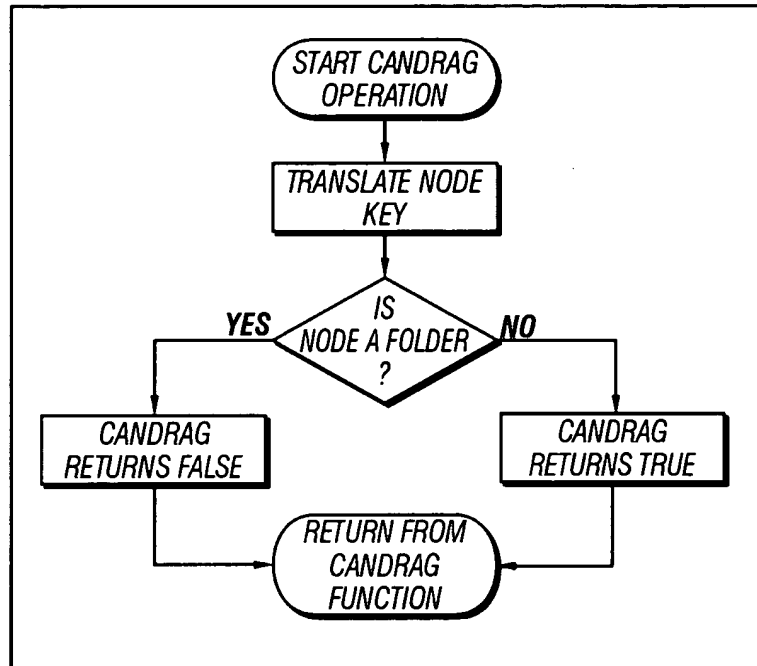 START CANDRAG
OPERATION
TRANSLATE NODE
KEY
IS
NODE A FOLDER
?
YES
NO
CANDRAG
RETURNS FALSE
CANDRAG
RETURNS TRUE
RETURN FROM
CANDRAG
FUNCTION